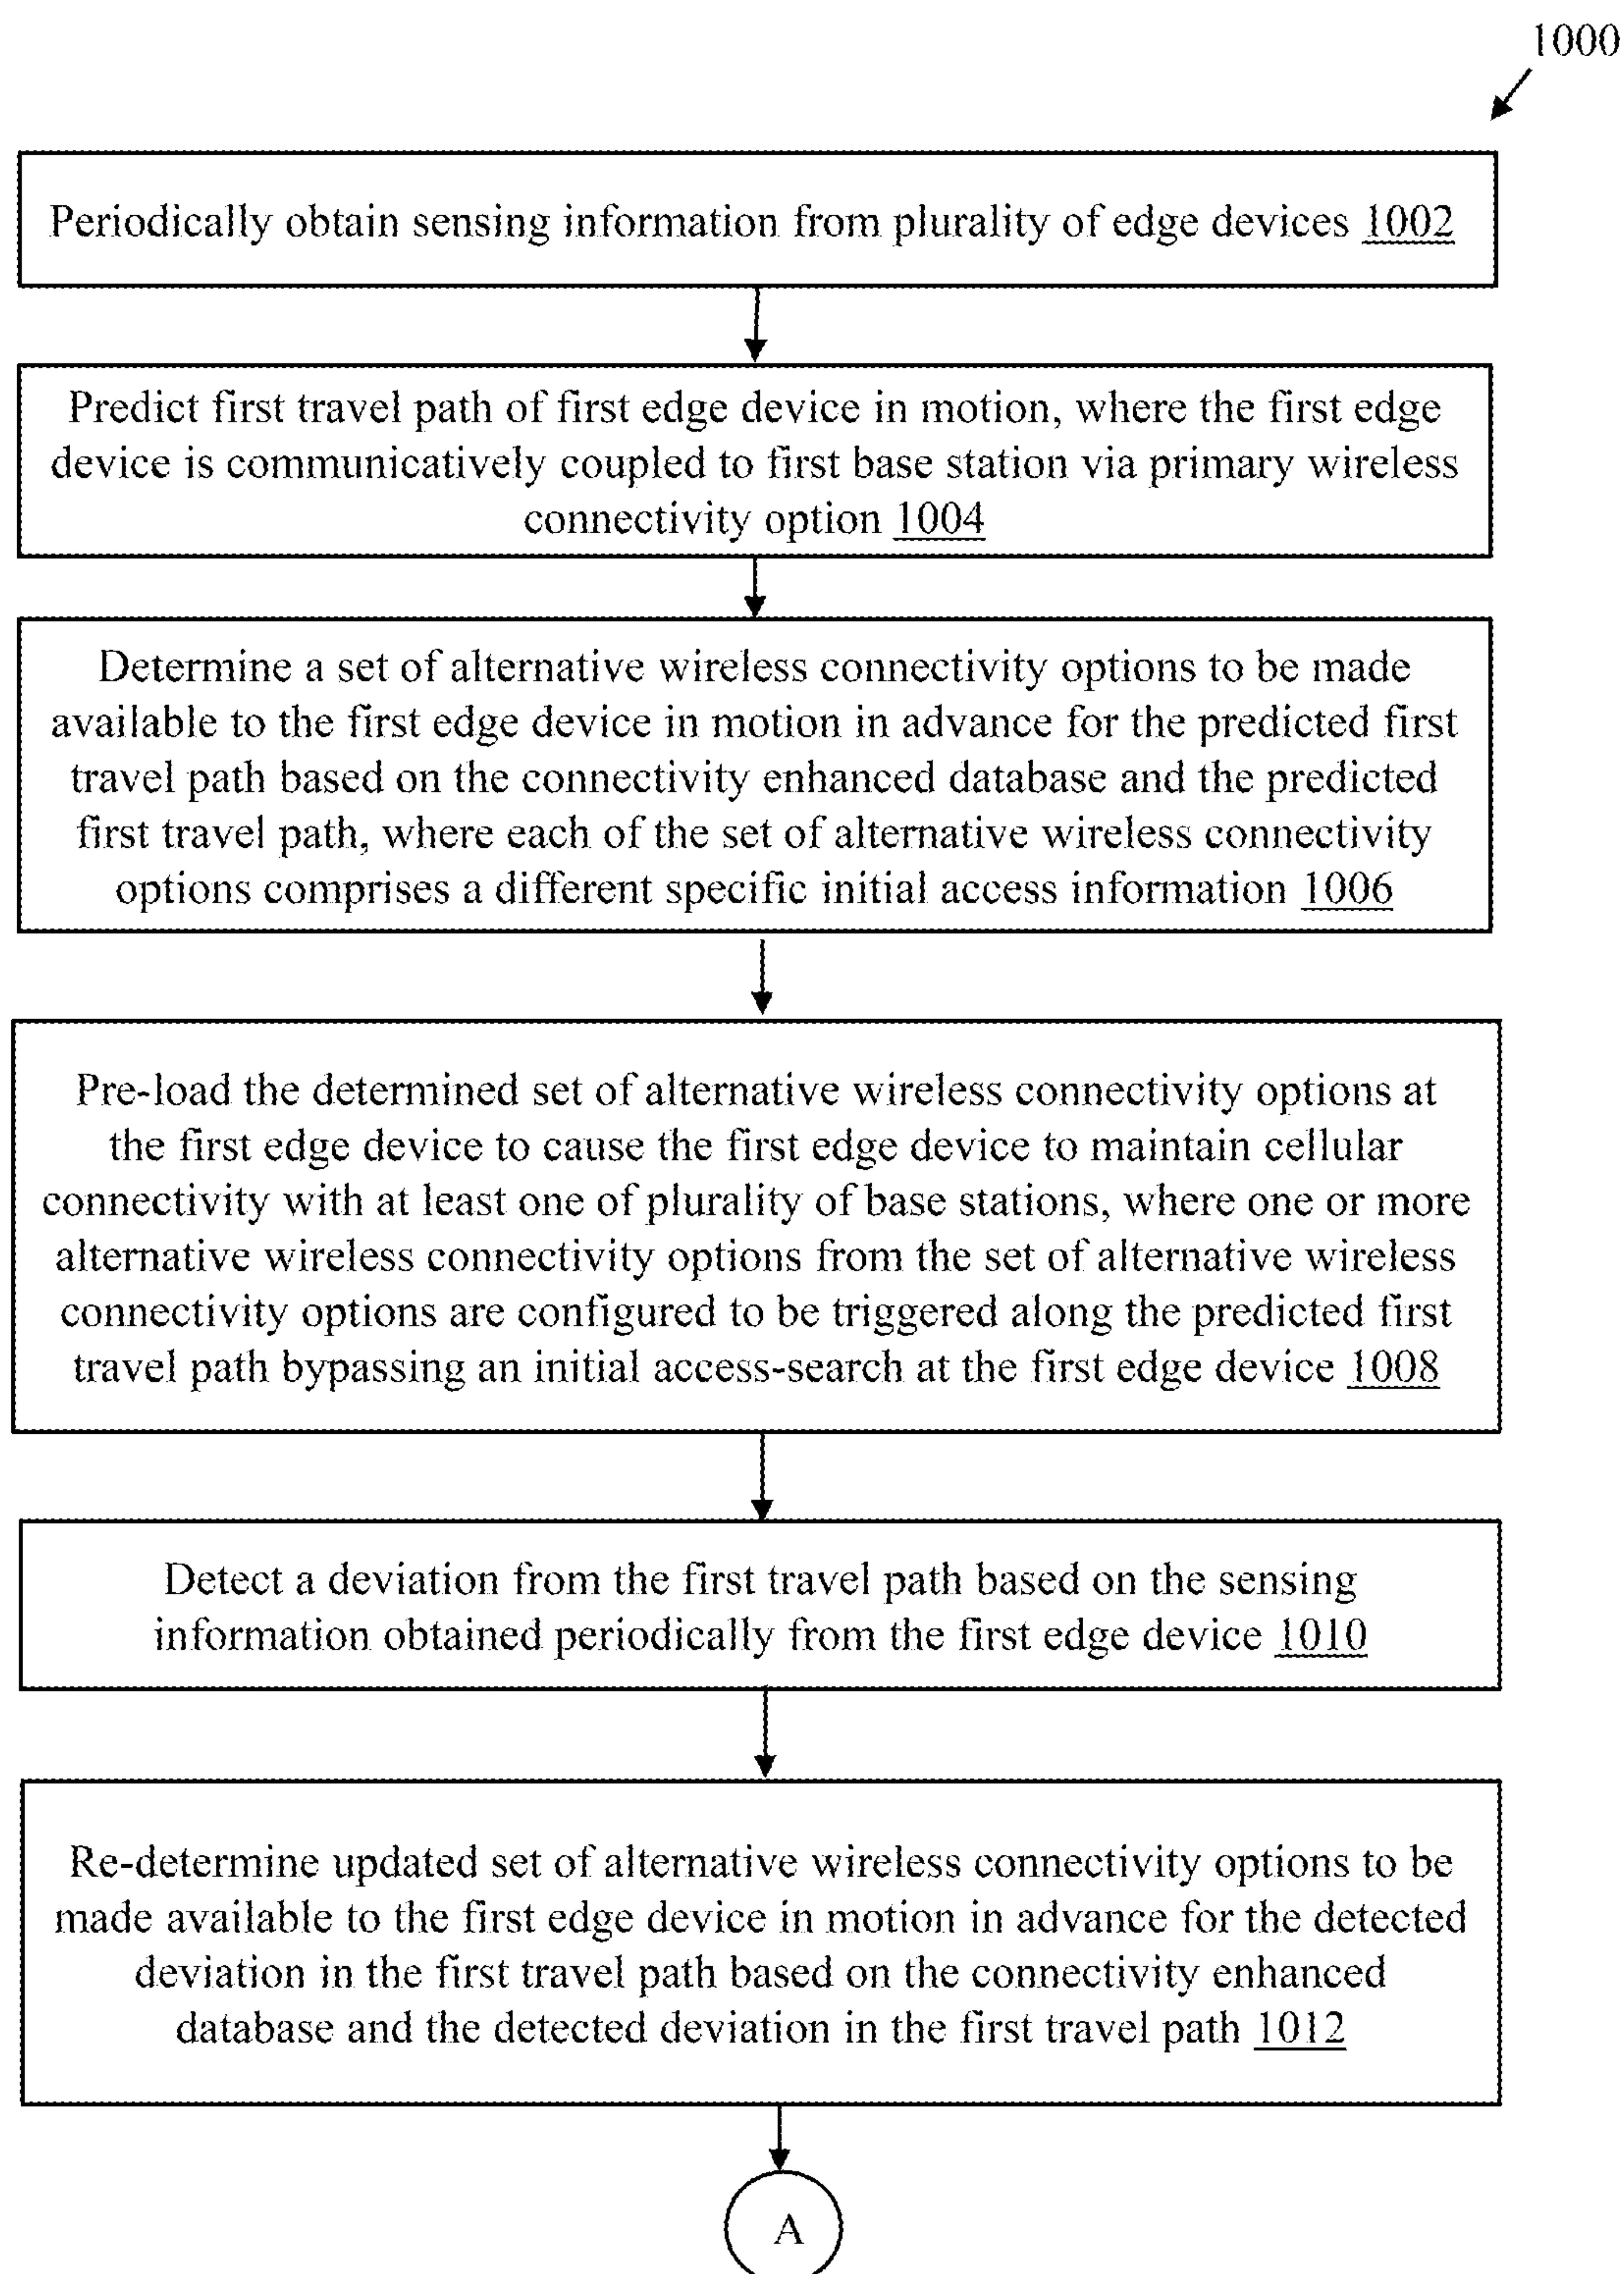 1000
Periodically obtain sensing information from plurality of edge devices 1002
Predict first travel path of first edge device in motion, where the first edge
device is communicatively coupled to first base station via primary wireless
connectivity option 1004
Determine a set of alternative wireless connectivity options to be made
available to the first edge device in motion in advance for the predicted first
travel path based on the connectivity enhanced database and the predicted
first travel path, where each of the set of alternative wireless connectivity
options comprises a different specific initial access information 1006
Pre-load the determined set of alternative wireless connectivity options at
the first edge device to cause the first edge device to maintain cellular
connectivity with at least one of plurality of base stations, where one or more
alternative wireless connectivity options from the set of alternative wireless
connectivity options are configured to be triggered along the predicted first
travel path bypassing an initial access-search at the first edge device 1008
Detect a deviation from the first travel path based on the sensing
information obtained periodically from the first edge device 1010
Re-determine updated set of alternative wireless connectivity options to be
made available to the first edge device in motion in advance for the detected
deviation in the first travel path based on the connectivity enhanced
database and the detected deviation in the first travel path 1012
A